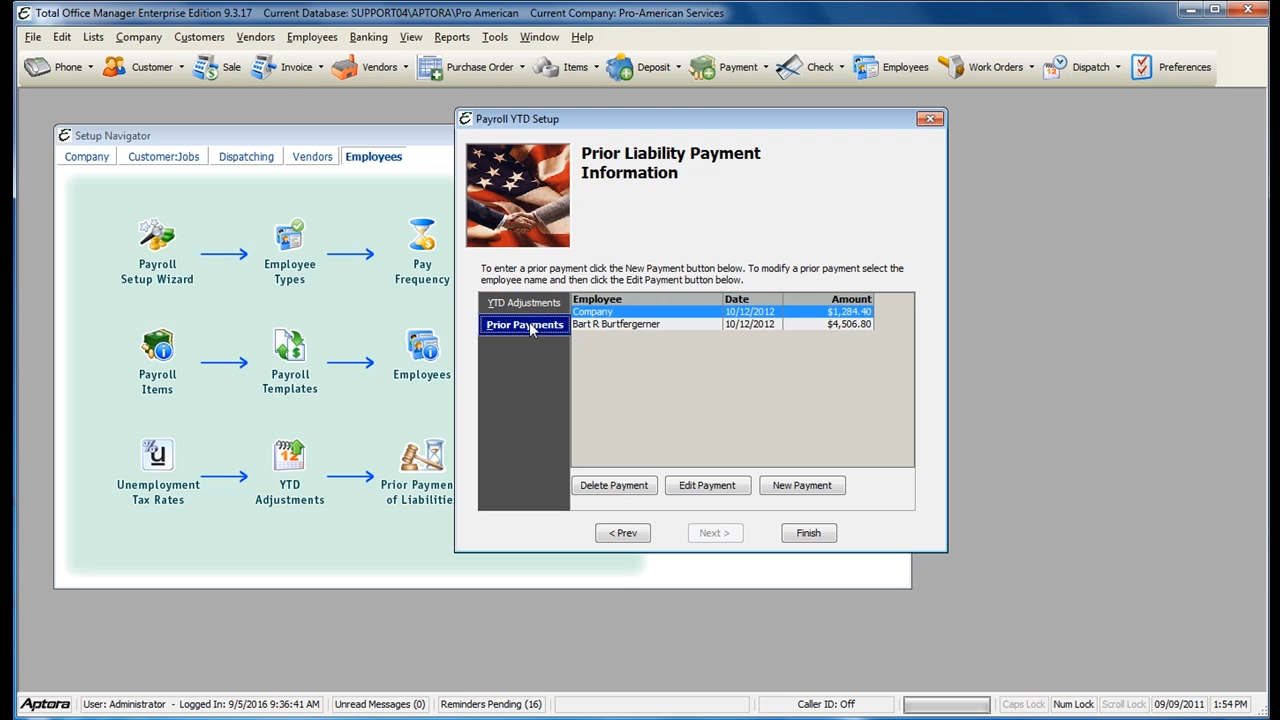 Total Office Manager Enterprise Edition 9.3.17 Current Database: SUPPORT04\APTORA\Pro American Current Company: Pro-American Services
File Edit Lists Company Customers Vendors Employees Banking View Reports Tools Window Help
Phone Customer Sale Invoice Vendors Purchase Order Items Deposit Payment Check Employees Work Orders Dispatch Preferences
Setup Navigator
Company Customer:Jobs Dispatching Vendors Employees
Payroll Setup Wizard
Employee Types
Pay Frequency
Payroll Items
Payroll Templates
Employees
Unemployment Tax Rates
YTD Adjustments
Prior Paymen
of Liabilitie
Payroll YTD Setup
Prior Liability Payment
Information
To enter a prior payment click the New Payment button below. To modify a prior payment select the
employee name and then click the Edit Payment button below.
YTD Adjustments
Prior Payments
Employee Date Amount
Company 10/12/2012 $1,284.40
Bart R Burtfergerner 10/12/2012 $4,506.80
Delete Payment Edit Payment New Payment
< Prev Next > Finish
Aptora User: Administrator - Logged In: 9/5/2016 9:36:41 AM Unread Messages (0) Reminders Pending (16) Caller ID: Off Caps Lock Num Lock Scroll Lock 09/09/2011 1:54 PM